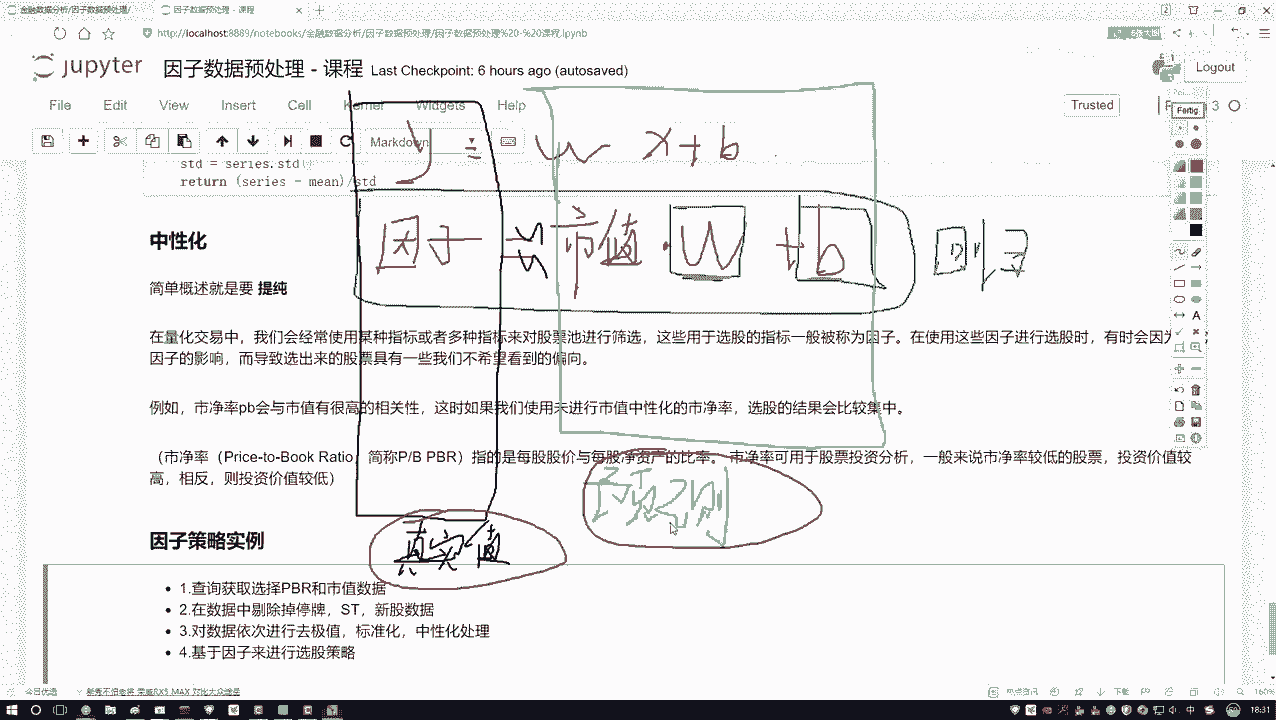 金融数据分析/因子数据预处理/
因子数据预处理 - 课程
http://localhost:8889/notebooks/金融数据分析/因子数据预处理/因子数据预处理%20-%20课程.ipynb
jupyter 因子数据预处理 - 课程 Last Checkpoint: 6 hours ago (autosaved)
Logout
File Edit View Insert Cell Kernel Widgets Help
Trusted
3
Fertig
Markdown
y = w x + b
std = series.std
return (series - mean)/std
因子 市值 · W + b
回归
中性化
简单概述就是要 提纯
在量化交易中，我们会经常使用某种指标或者多种指标来对股票池进行筛选，这些用于选股的指标一般被称为因子。在使用这些因子进行选股时，有时会因为
因子的影响，而导致选出来的股票具有一些我们不希望看到的偏向。
例如，市净率pb会与市值有很高的相关性，这时如果我们使用未进行市值中性化的市净率，选股的结果会比较集中。
（市净率（Price-to-Book Ratio 简称P/B PBR）指的是每股股价与每股净资产的比率。 市净率可用于股票投资分析，一般来说市净率较低的股票，投资价值较
高，相反，则投资价值较低）
预测
真实值
因子策略实例
1.查询获取选择PBR和市值数据
2.在数据中剔除掉停牌，ST，新股数据
3.对数据依次进行去极值，标准化，中性化处理
4.基于因子来进行选股策略
今日优选
热点资讯
下载
160%
中
18:31